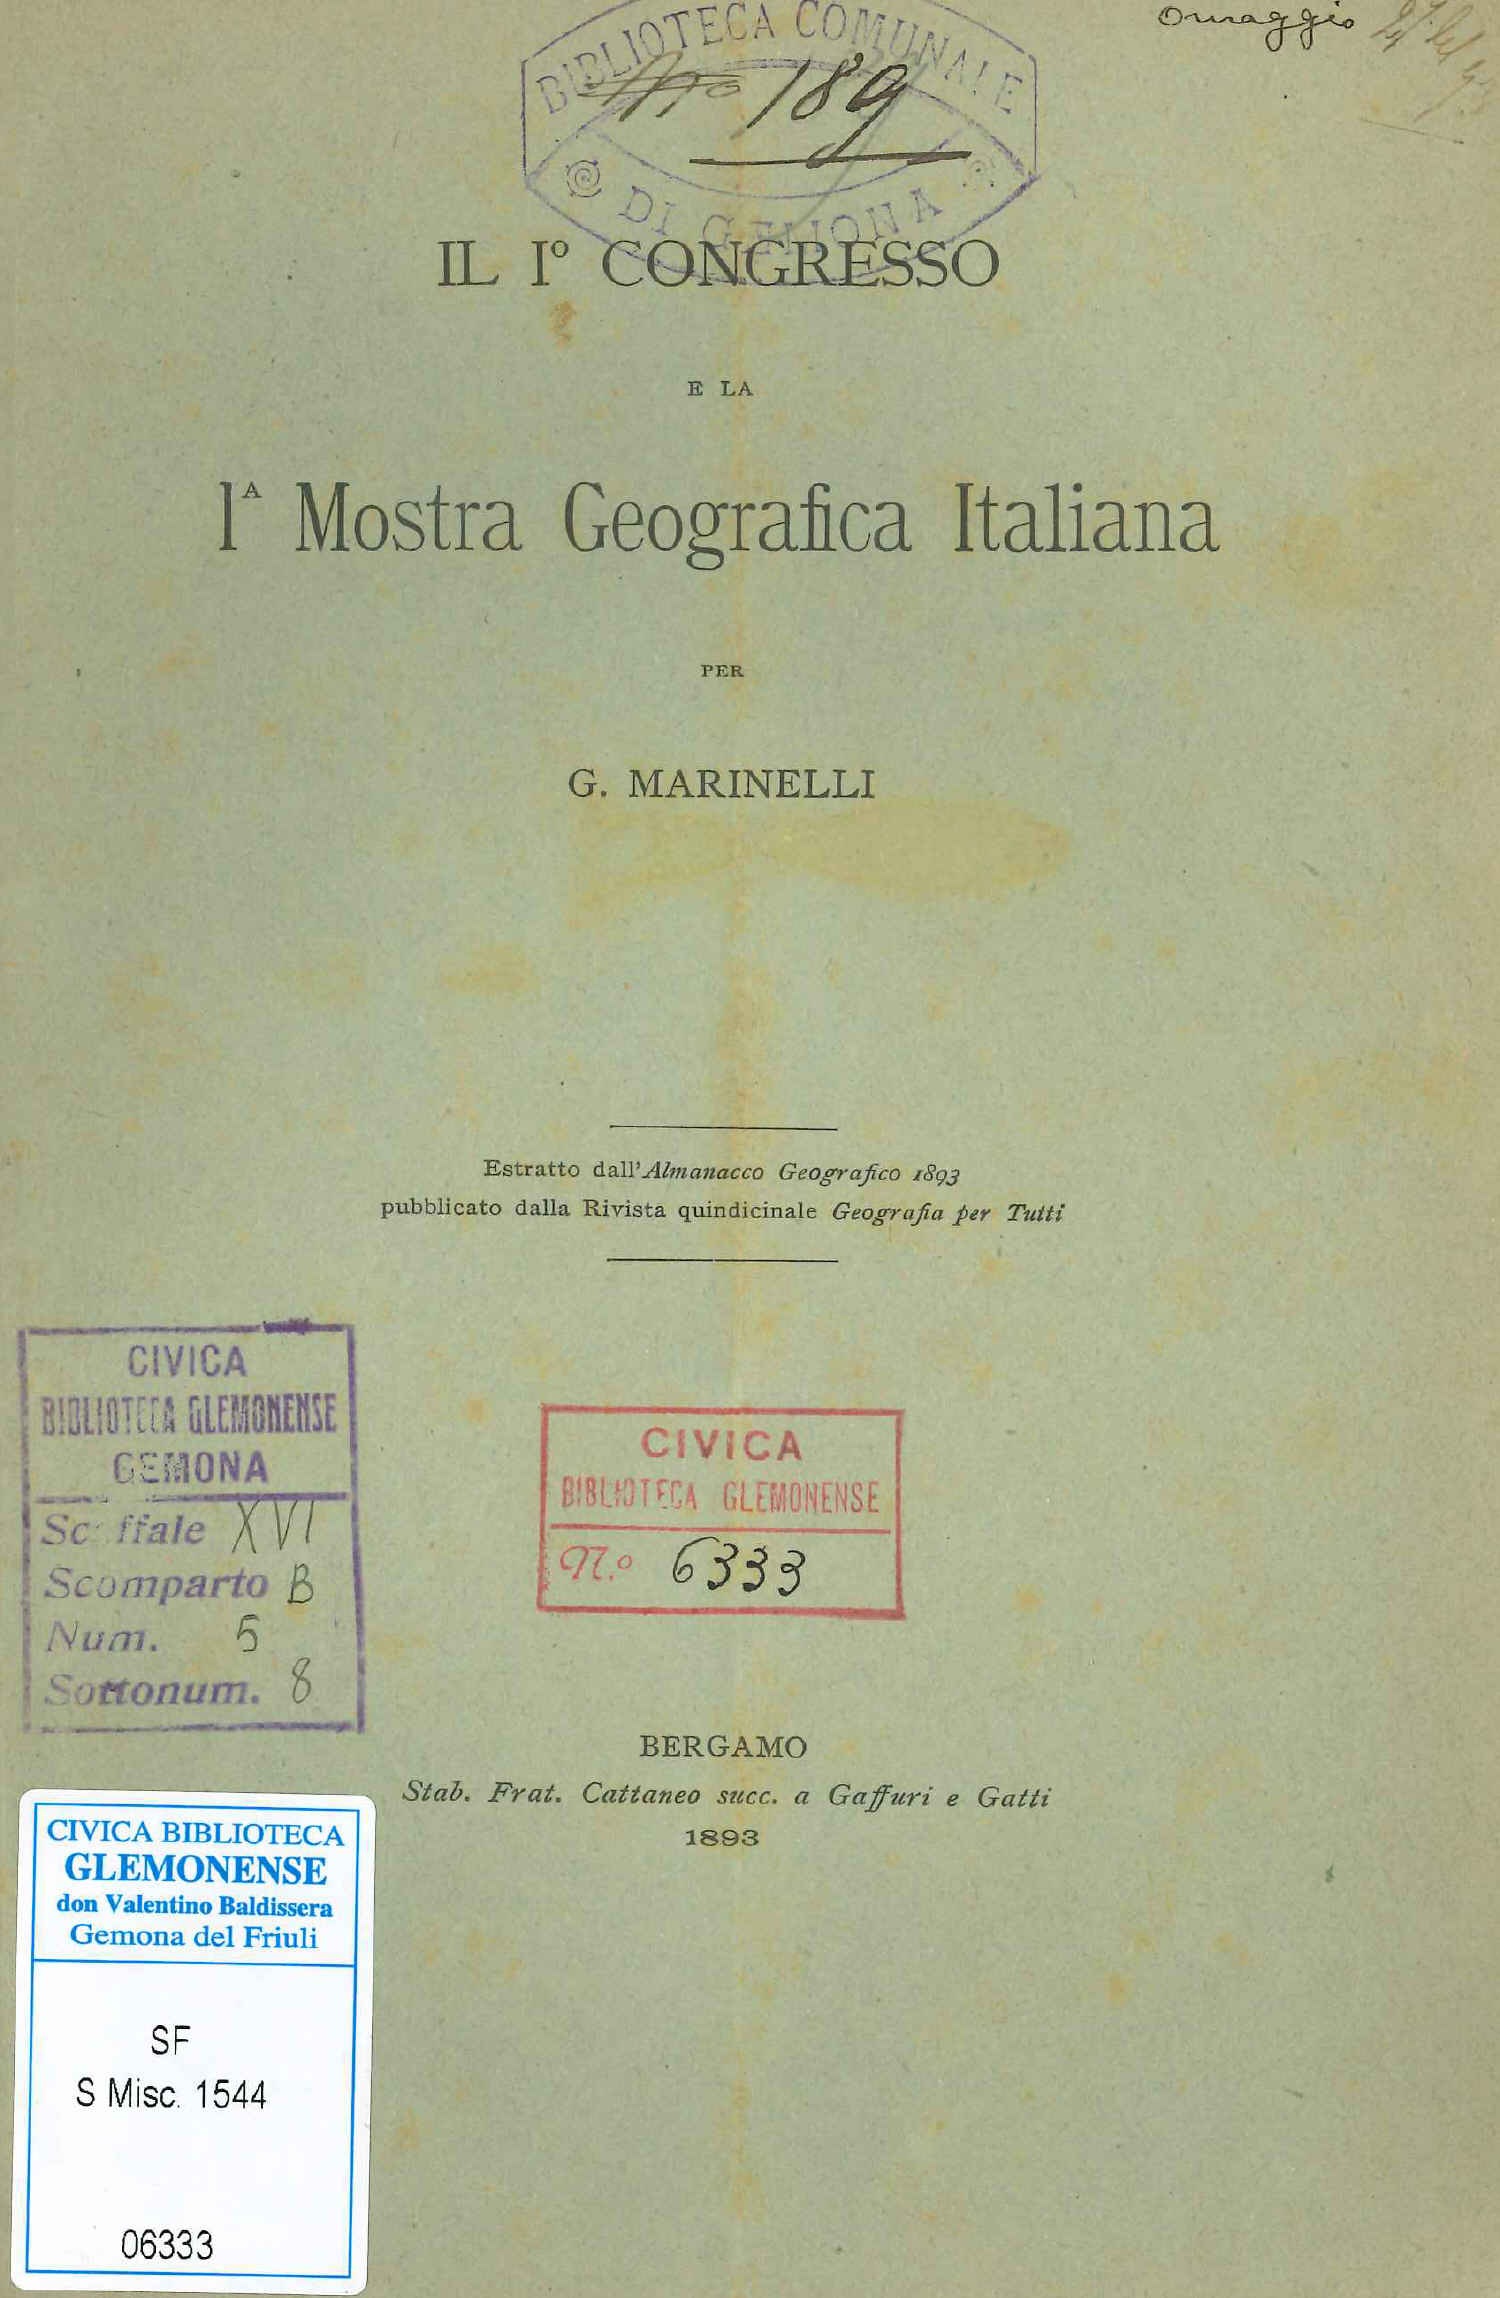 Omaggio
BIBLIOTECA COMUNALE
Nº 189
DI GEMONA
IL Iº CONGRESSO
E LA
Iᴬ Mostra Geografica Italiana
PER
G. MARINELLI
Estratto dall'Almanacco Geografico 1893
pubblicato dalla Rivista quindicinale Geografia per Tutti
CIVICA
BIBLIOTECA GLEMONENSE
GEMONA
Scaffale XVI
Scomparto B
Num. 5
Sottonum. 8
CIVICA
BIBLIOTECA GLEMONENSE
N.º 6333
BERGAMO
Stab. Frat. Cattaneo succ. a Gaffuri e Gatti
1893
CIVICA BIBLIOTECA
GLEMONENSE
don Valentino Baldissera
Gemona del Friuli
SF
S Misc. 1544
06333